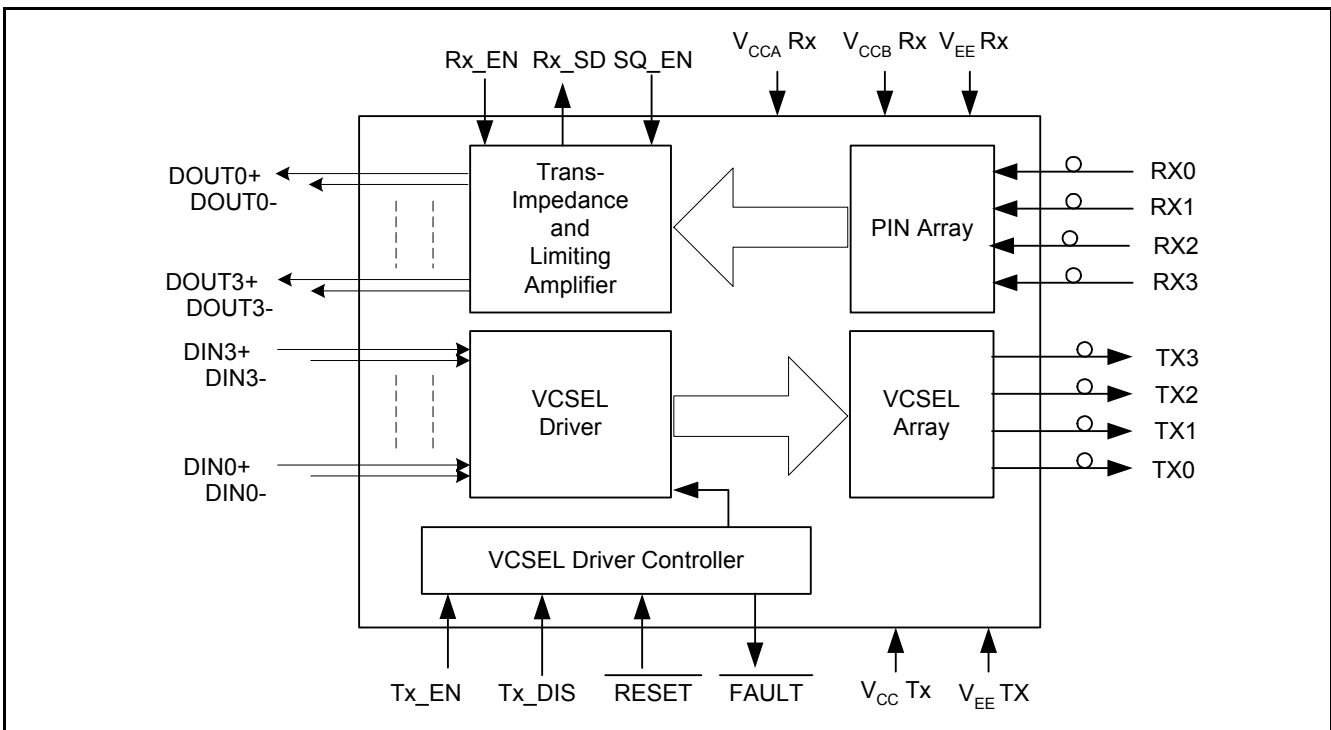 Rx_EN Rx_SD SQ_EN
VCCA Rx
VCCB Rx
VEE Rx
DOUT0+
DOUT0-
DOUT3+
DOUT3-
Trans-
Impedance
and
Limiting
Amplifier
PIN Array
RX0
RX1
RX2
RX3
DIN3+
DIN3-
DIN0+
DIN0-
VCSEL
Driver
VCSEL
Array
TX3
TX2
TX1
TX0
VCSEL Driver Controller
Tx_EN
Tx_DIS
RESET
FAULT
VCC Tx
VEE TX